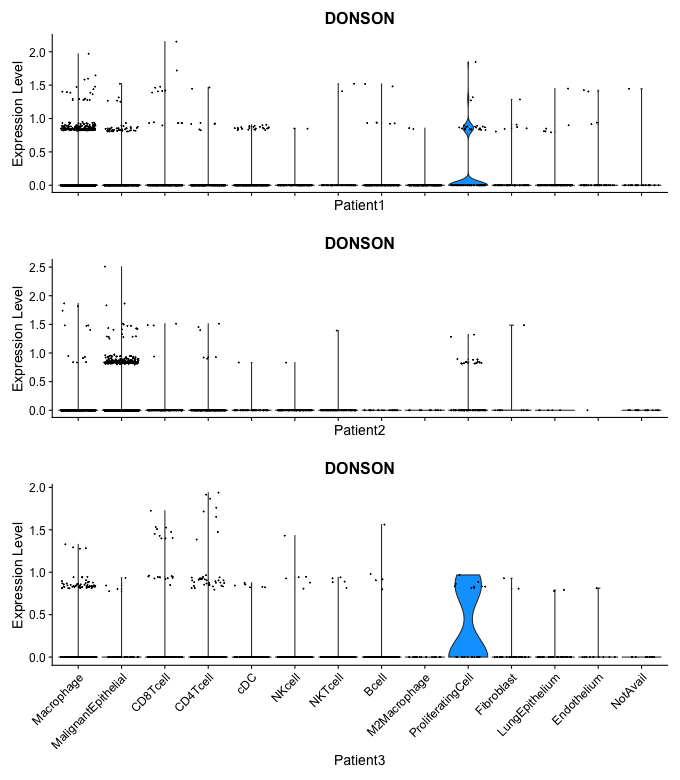 DONSON
Expression Level
2.0
1.5
1.0
0.5
0.0
Patient1
DONSON
Expression Level
2.5
2.0
1.5
1.0
0.5
0.0
Patient2
DONSON
Expression Level
2.0
1.5
1.0
0.5
0.0
Macrophage
MalignantEpithelial
CD8Tcell
CD4Tcell
cDC
NKcell
NKTcell
Bcell
M2Macrophage
ProliferatingCell
Fibroblast
LungEpithelium
Endothelium
NotAvail
Patient3